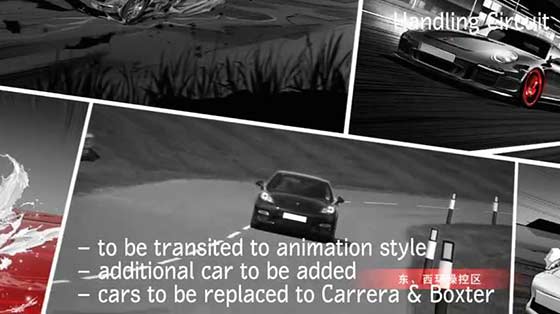 Handling Circuit
– to be transited to animation style
– additional car to be added
东、西环操控区
– cars to be replaced to Carrera & Boxter